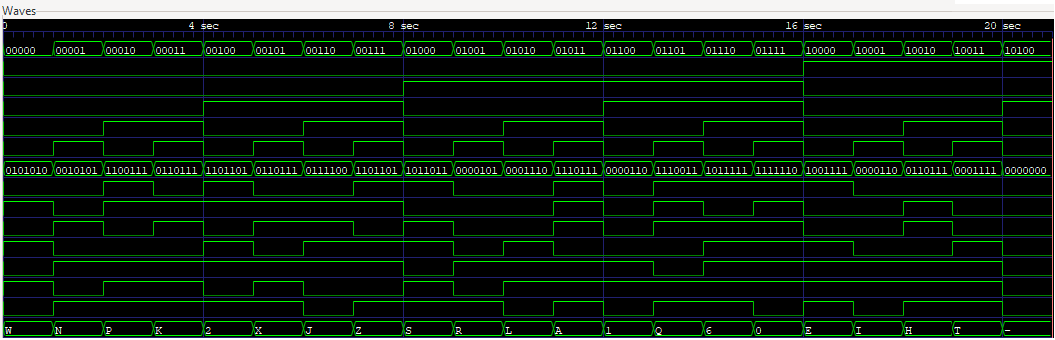 Waves
0 4 sec 8 sec 12 sec 16 sec 20 sec
00000 00001 00010 00011 00100 00101 00110 00111 01000 01001 01010 01011 01100 01101 01110 01111 10000 10001 10010 10011 10100
0101010 0010101 1100111 0110111 1101101 0110111 0111100 1101101 1011011 0000101 0001110 1110111 0000110 1110011 1011111 1111110 1001111 0000110 0110111 0001111 0000000
W N P K 2 X J Z S R L A 1 Q 6 0 E I H T -